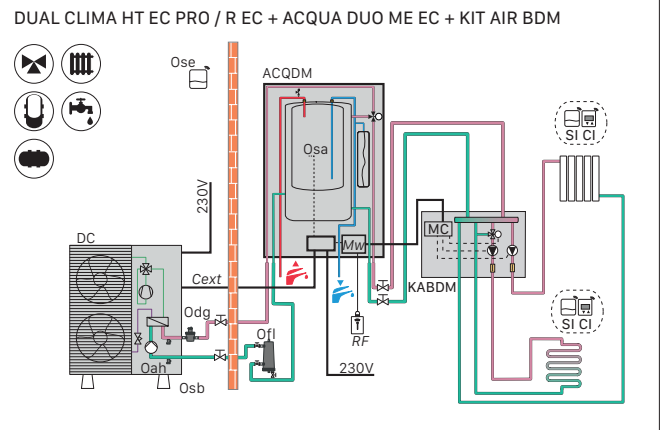 DUAL CLIMA HT EC PRO / R EC + ACQUA DUO ME EC + KIT AIR BDM
Ose
ACQDM
SI CI
Osa
230V
MC
DC
Mw
Cext
KABDM
Odg
SI CI
Ofl
RF
Oah
230V
Osb